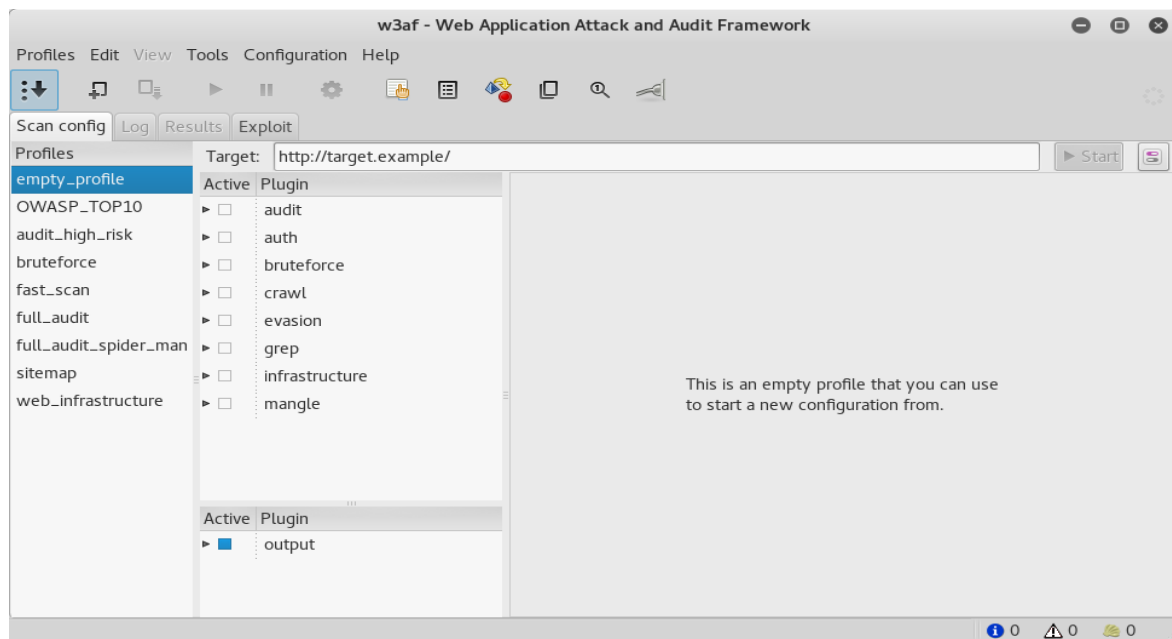 w3af - Web Application Attack and Audit Framework
Profiles Edit View Tools Configuration Help
Scan config Log Results Exploit
Profiles
empty_profile
OWASP_TOP10
audit_high_risk
bruteforce
fast_scan
full_audit
full_audit_spider_man
sitemap
web_infrastructure
Target: http://target.example/ Start
Active Plugin
audit
auth
bruteforce
crawl
evasion
grep
infrastructure
mangle
Active Plugin
output
This is an empty profile that you can use
to start a new configuration from.
0 0 0